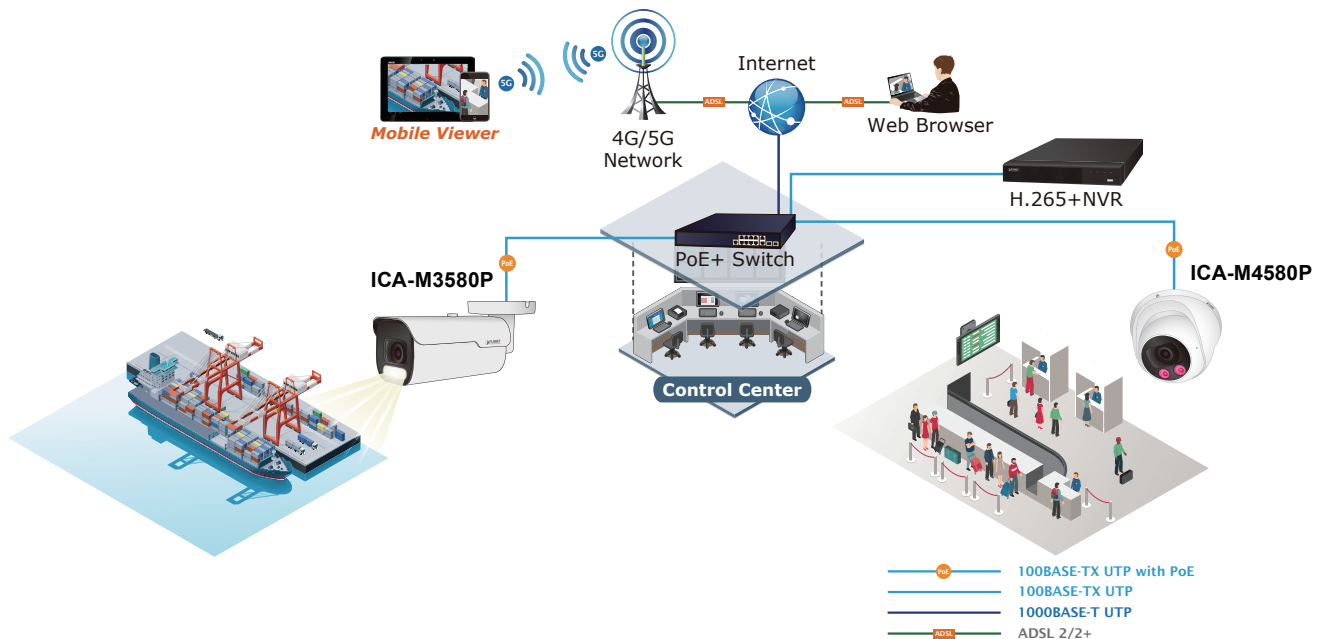 5G
5G
Internet
ADSL
ADSL
Mobile Viewer
4G/5G
Network
Web Browser
H.265+NVR
PoE+ Switch
PoE
ICA-M3580P
PoE
ICA-M4580P
Control Center
PoE
100BASE-TX UTP with PoE
100BASE-TX UTP
1000BASE-T UTP
ADSL
ADSL 2/2+